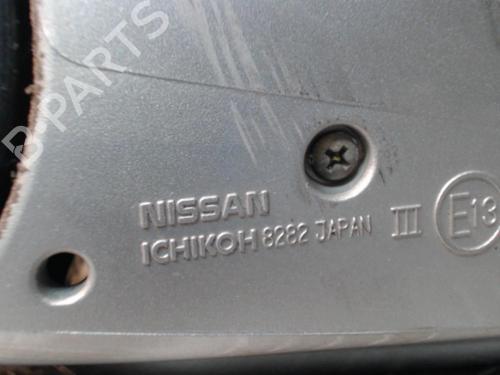 B-PARTS
NISSAN
ICHIKOH 8282 JAPAN III E13